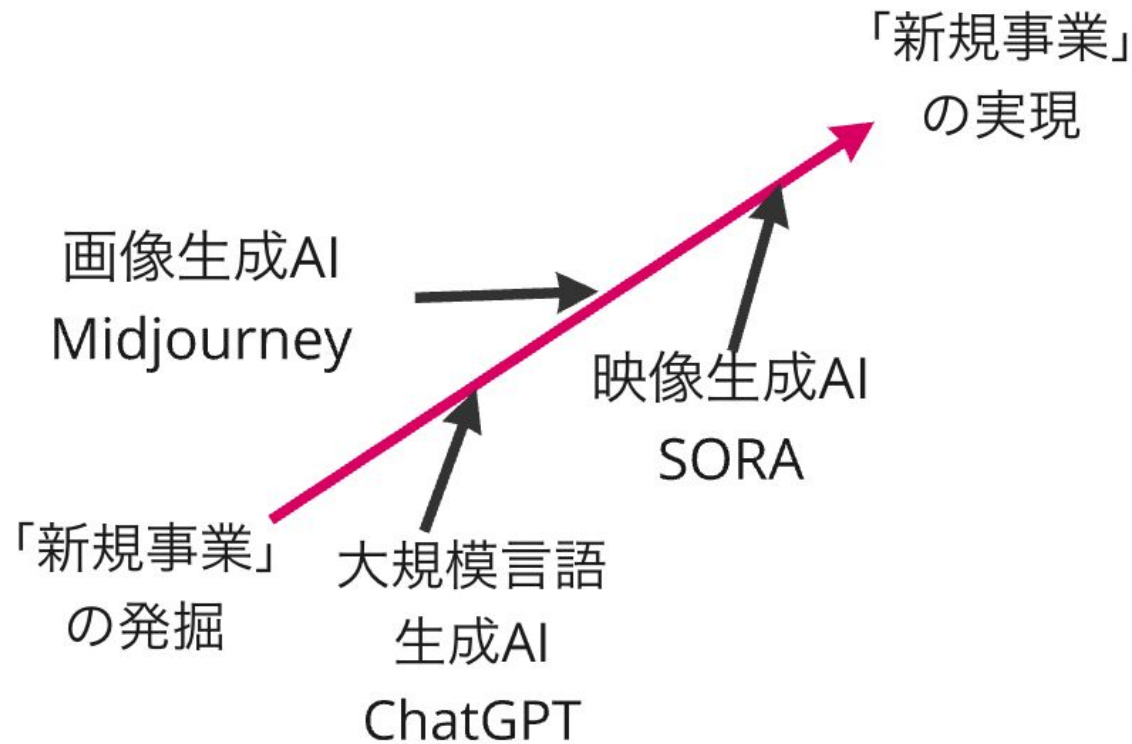 「新規事業」
の実現
画像生成AI
Midjourney
映像生成AI
SORA
「新規事業」
の発掘
大規模言語
生成AI
ChatGPT